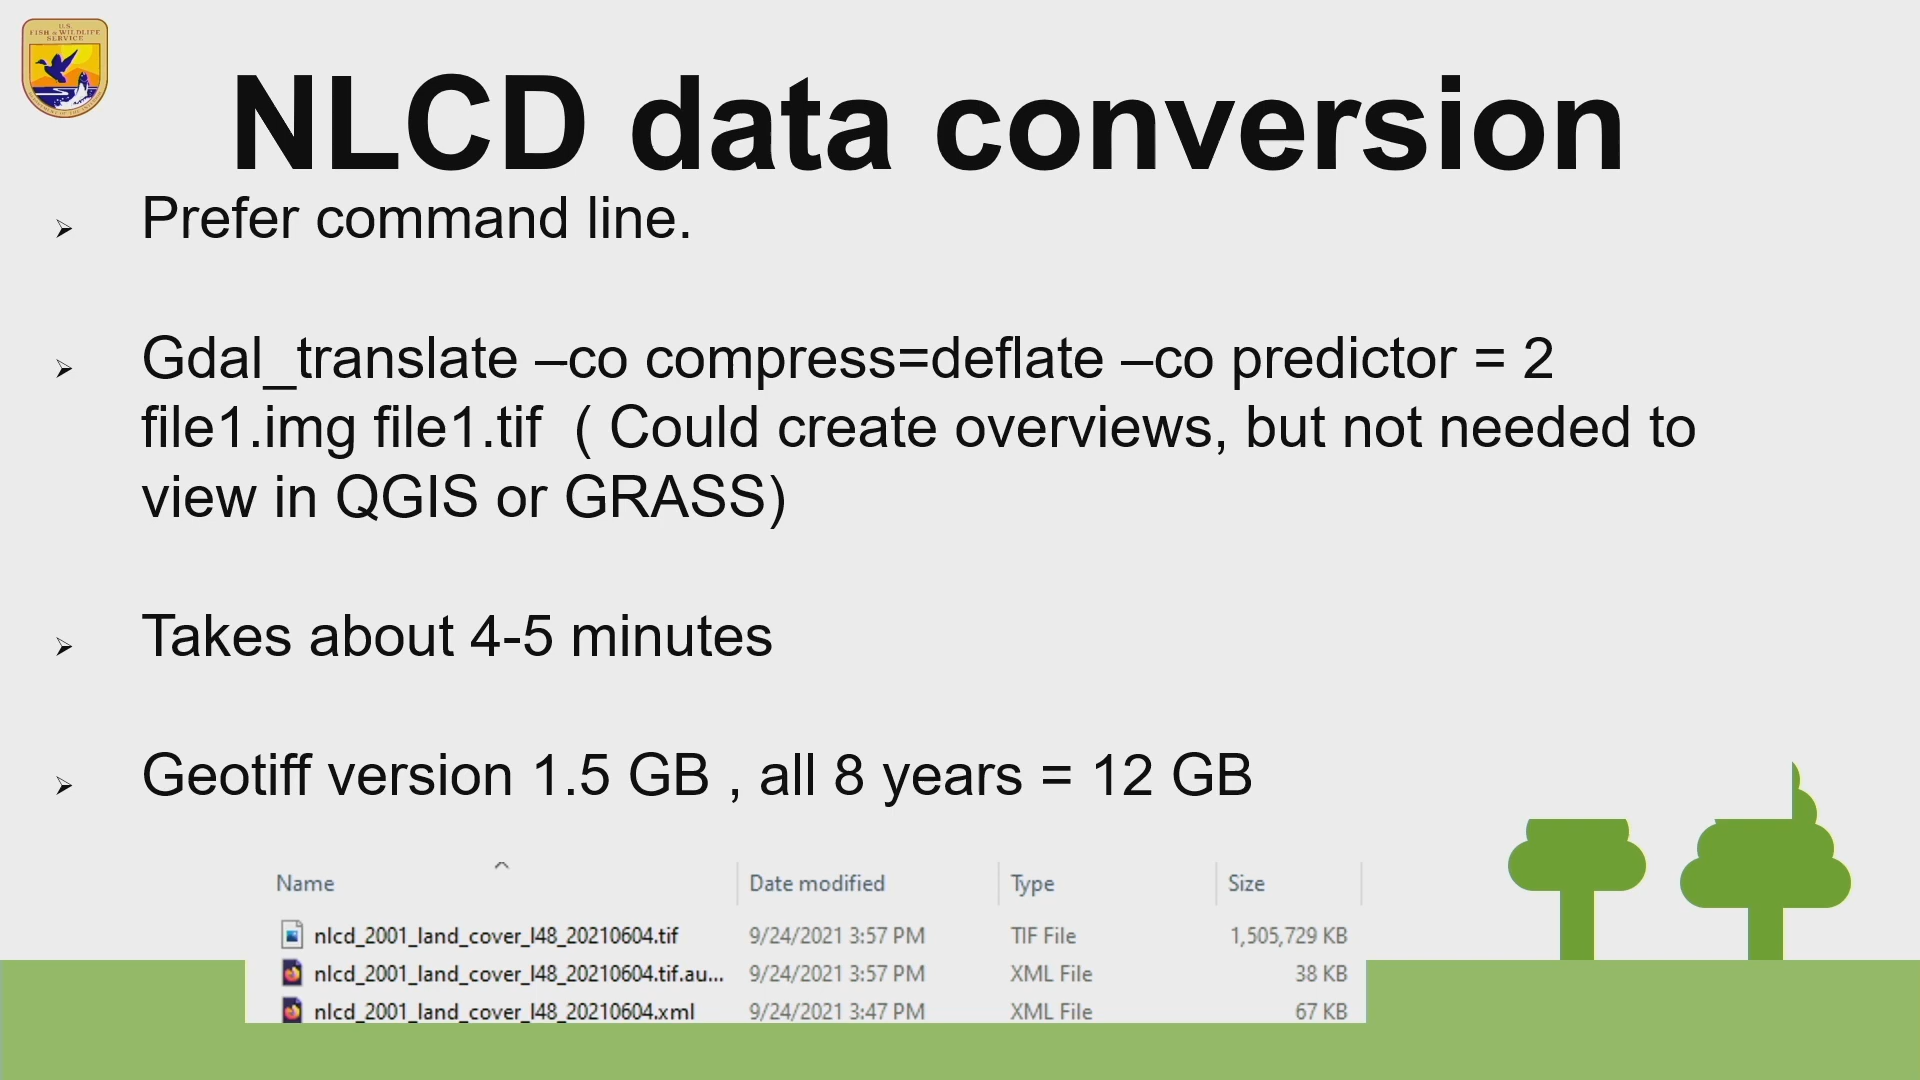 U.S.
FISH & WILDLIFE
SERVICE
NLCD data conversion
Prefer command line.
Gdal_translate –co compress=deflate –co predictor = 2
file1.img file1.tif  ( Could create overviews, but not needed to
view in QGIS or GRASS)
Takes about 4-5 minutes
Geotiff version 1.5 GB , all 8 years = 12 GB
Name Date modified Type Size
nlcd_2001_land_cover_l48_20210604.tif 9/24/2021 3:57 PM TIF File 1,505,729 KB
nlcd_2001_land_cover_l48_20210604.tif.au... 9/24/2021 3:57 PM XML File 38 KB
nlcd_2001_land_cover_l48_20210604.xml 9/24/2021 3:47 PM XML File 67 KB